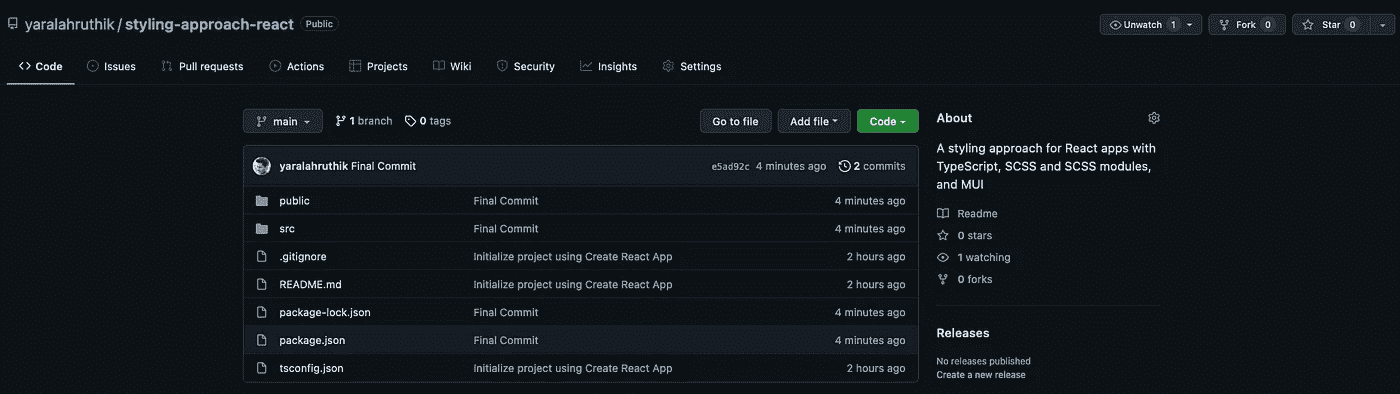 yaralahruthik / styling-approach-react Public
Unwatch 1 Fork 0 Star 0
Code Issues Pull requests Actions Projects Wiki Security Insights Settings
main 1 branch 0 tags Go to file Add file Code
yaralahruthik Final Commit e5ad92c 4 minutes ago 2 commits
public Final Commit 4 minutes ago
src Final Commit 4 minutes ago
.gitignore Initialize project using Create React App 2 hours ago
README.md Initialize project using Create React App 2 hours ago
package-lock.json Final Commit 4 minutes ago
package.json Final Commit 4 minutes ago
tsconfig.json Initialize project using Create React App 2 hours ago
About
A styling approach for React apps with
TypeScript, SCSS and SCSS modules,
and MUI
Readme
0 stars
1 watching
0 forks
Releases
No releases published
Create a new release